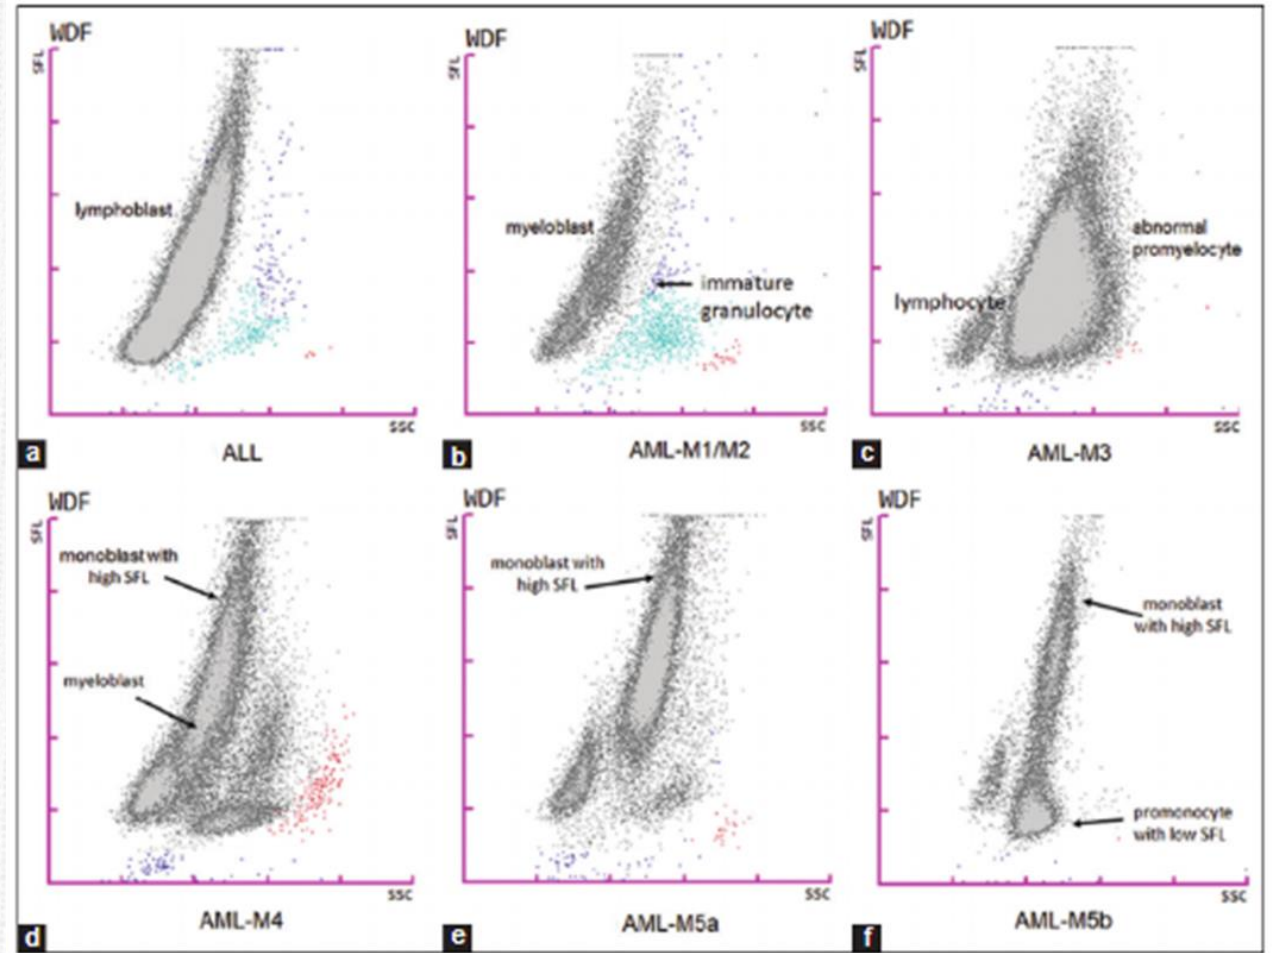 WDF
SFL
lymphoblast
SSC
a
ALL
WDF
SFL
myeloblast
immature
granulocyte
SSC
b
AML-M1/M2
WDF
SFL
abnormal
promyelocyte
lymphocyte
SSC
c
AML-M3
WDF
SFL
monoblast with
high SFL
myeloblast
SSC
d
AML-M4
WDF
SFL
monoblast with
high SFL
SSC
e
AML-M5a
WDF
SFL
monoblast
with high SFL
promonocyte
with low SFL
SSC
f
AML-M5b